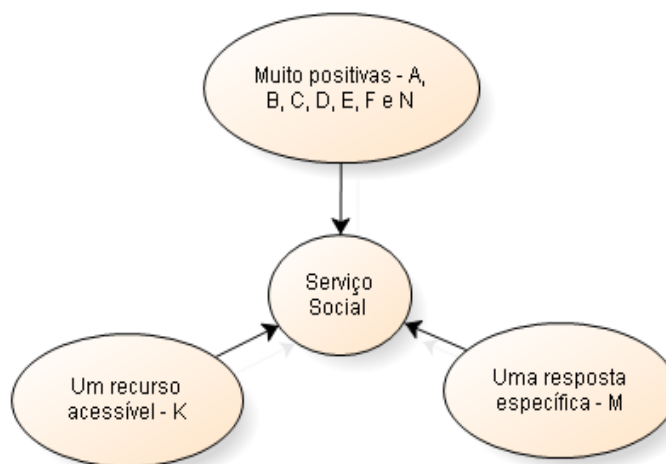 Muito positivas - A,
B, C, D, E, F e N
Serviço
Social
Um recurso
acessível - K
Uma resposta
específica - M